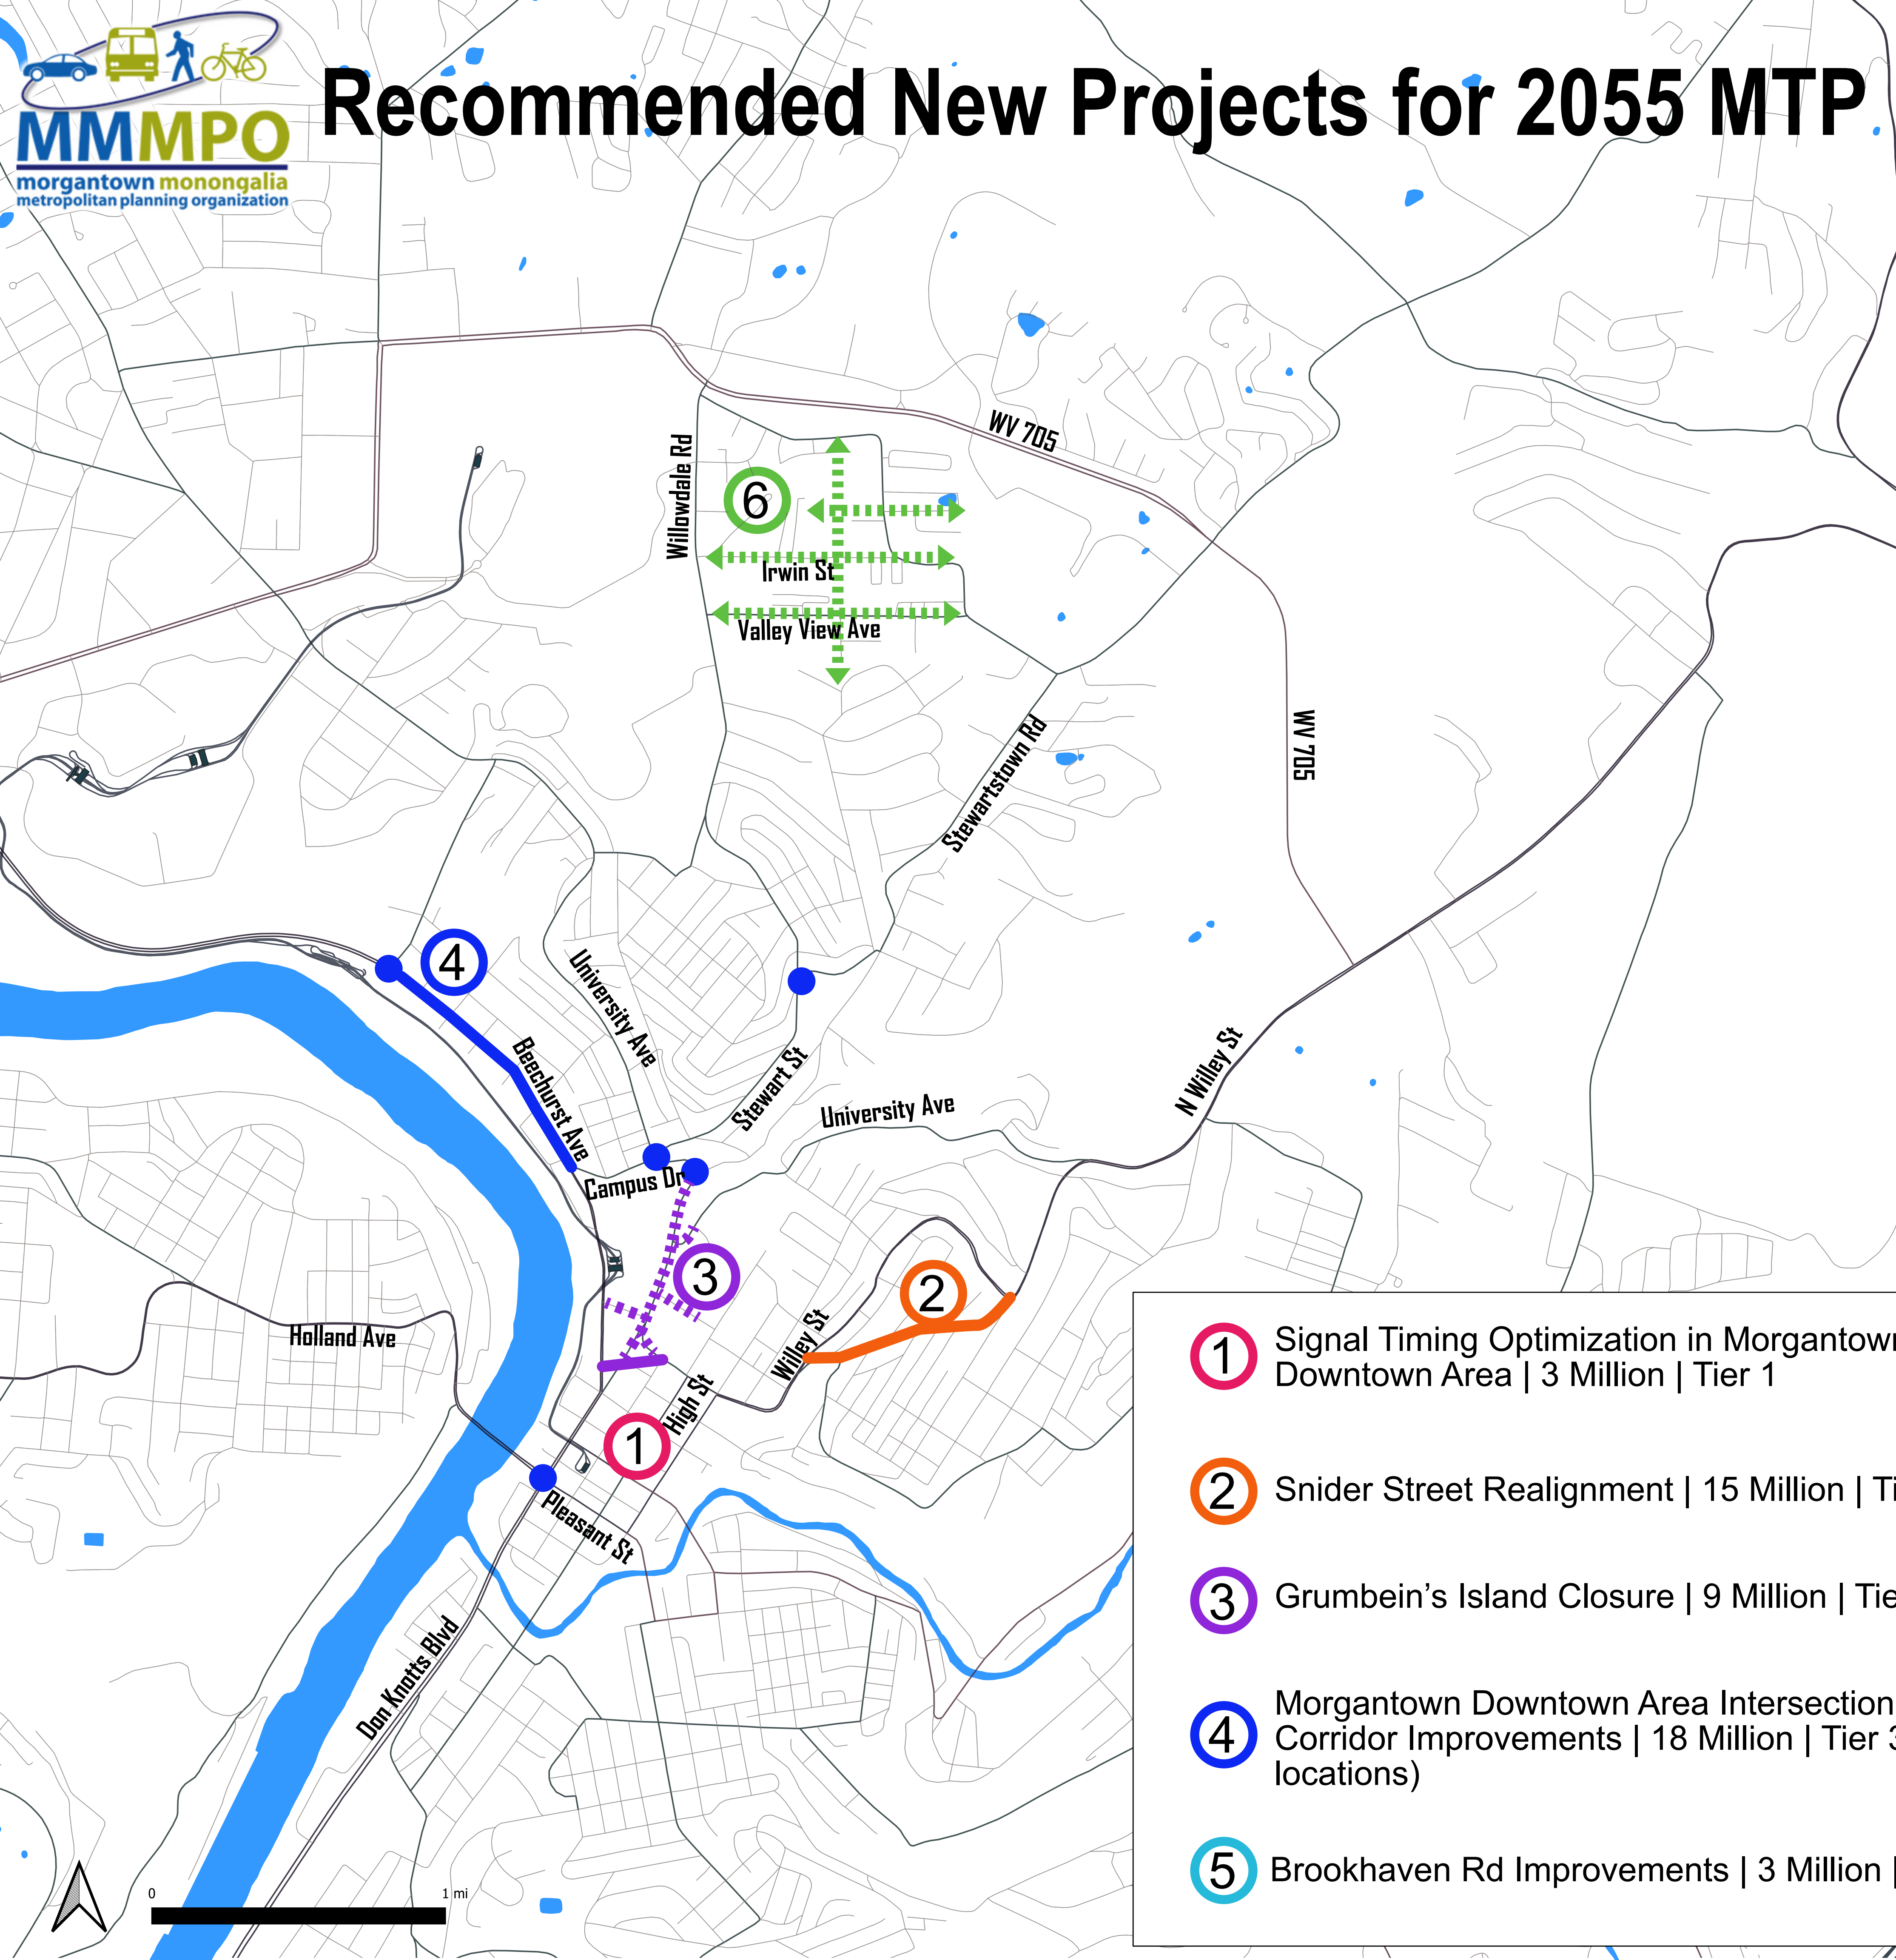 MMMPO
morgantown monongalia
metropolitan planning organization
Recommended New Projects for 2055 MTP
WV 705
Willowdale Rd
6
Irwin St
Valley View Ave
WV 705
Stewartstown Rd
4
University Ave
Beechurst Ave
Stewart St
University Ave
N Willey St
Campus Dr
3
2
Holland Ave
Willey St
High St
1
Pleasant St
Don Knotts Blvd
0 1 mi
1 Signal Timing Optimization in Morgantown
Downtown Area | 3 Million | Tier 1
2 Snider Street Realignment | 15 Million |
3 Grumbein's Island Closure | 9 Million |
4 Morgantown Downtown Area Intersection
Corridor Improvements | 18 Million | Tier 3
locations)
5 Brookhaven Rd Improvements | 3 Million |